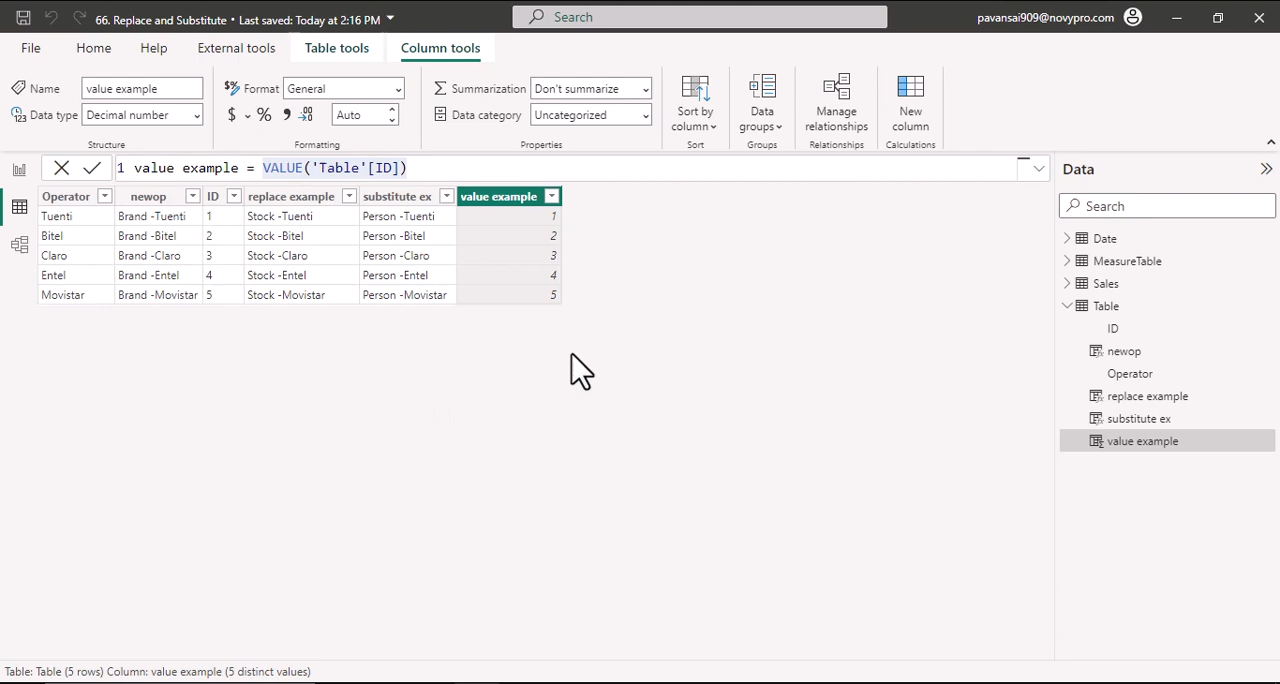 66. Replace and Substitute • Last saved: Today at 2:16 PM
Search
pavansai909@novypro.com
File
Home
Help
External tools
Table tools
Column tools
Name
value example
Format
General
Summarization
Don't summarize
Data type
Decimal number
$ % 9
Auto
Data category
Uncategorized
Sort by column
Data groups
Manage relationships
New column
Structure
Formatting
Properties
Sort
Groups
Relationships
Calculations
1 value example = VALUE('Table'[ID])
Operator newop ID replace example substitute ex value example
Tuenti Brand -Tuenti 1 Stock -Tuenti Person -Tuenti 1
Bitel Brand -Bitel 2 Stock -Bitel Person -Bitel 2
Claro Brand -Claro 3 Stock -Claro Person -Claro 3
Entel Brand -Entel 4 Stock -Entel Person -Entel 4
Movistar Brand -Movistar 5 Stock -Movistar Person -Movistar 5
Data
Search
Date
MeasureTable
Sales
Table
ID
newop
Operator
replace example
substitute ex
value example
Table: Table (5 rows) Column: value example (5 distinct values)